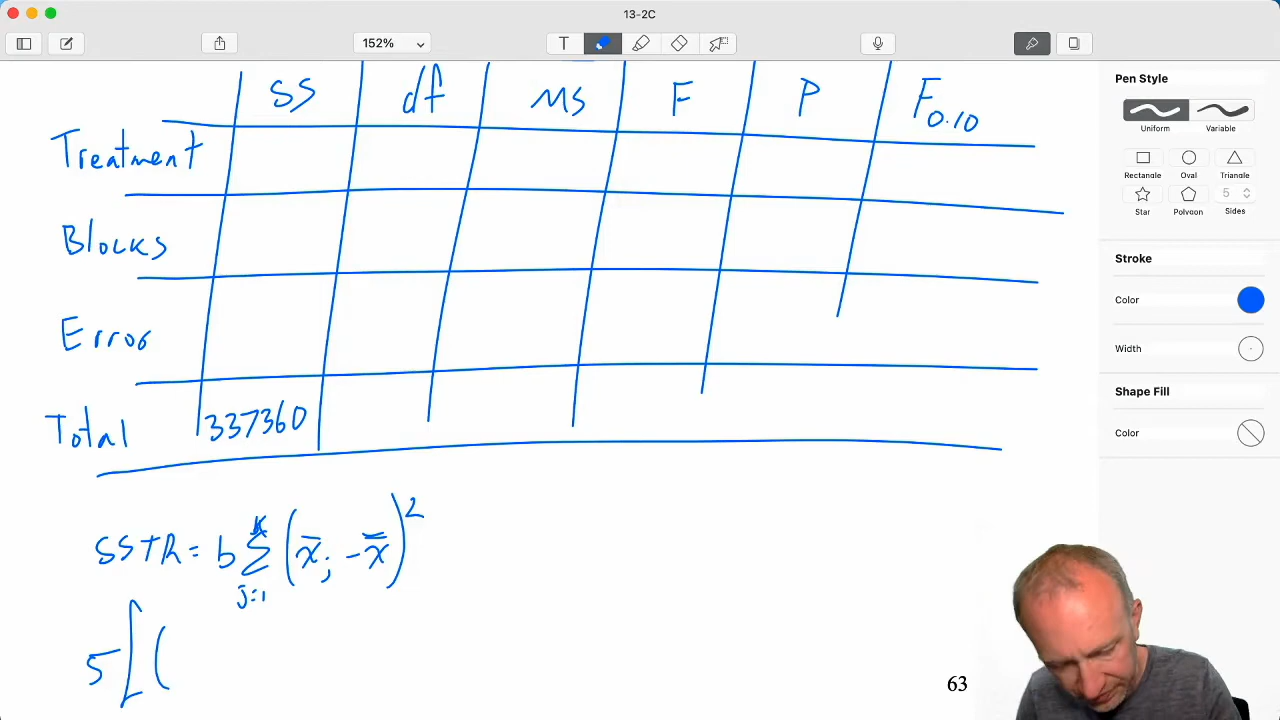 13-2C
152%
T
SS df MS F P F0.10
Treatment
Blocks
Error
Total 337360
SSTR = b Σ k j=1 (x̄j - x̿)²
5[(
63
Pen Style
Uniform Variable
Rectangle Oval Triangle
5
Star Polygon Sides
Stroke
Color
Width
Shape Fill
Color